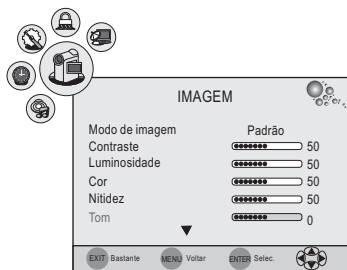 IMAGEM
Modo de imagem Padrão
Contraste 50
Luminosidade 50
Cor 50
Nitidez 50
Tom 0
EXIT Bastante MENU Voltar ENTER Selec.